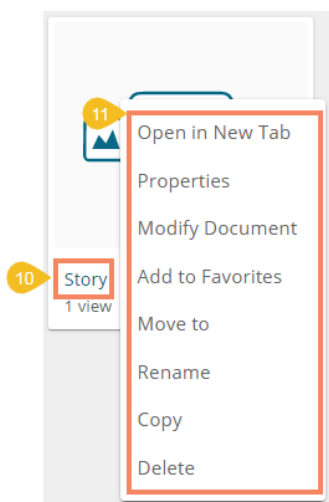 11
Open in New Tab
Properties
Modify Document
10
Story
Add to Favorites
1 view
Move to
Rename
Copy
Delete